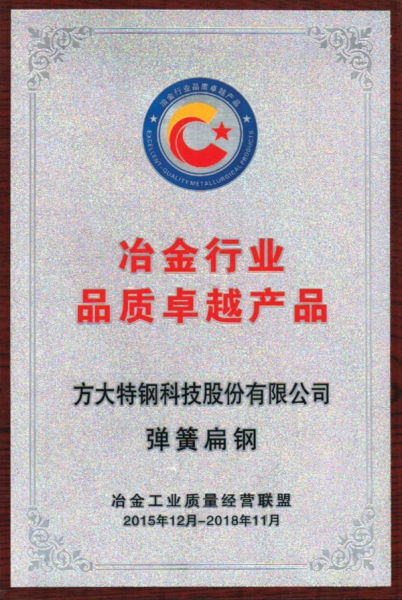 冶金行业品质卓越产品
EXCELLENT-QUALITY METALLURGICAL PRODUCTS
冶金行业
品质卓越产品
方大特钢科技股份有限公司
弹簧扁钢
冶金工业质量经营联盟
2015年12月-2018年11月